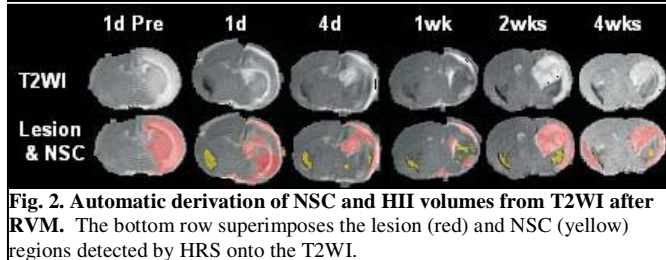 1d Pre 1d 4d 1wk 2wks 4wks
T2WI
Lesion
& NSC
Fig. 2. Automatic derivation of NSC and HII volumes from T2WI after
RVM. The bottom row superimposes the lesion (red) and NSC (yellow)
regions detected by HRS onto the T2WI.